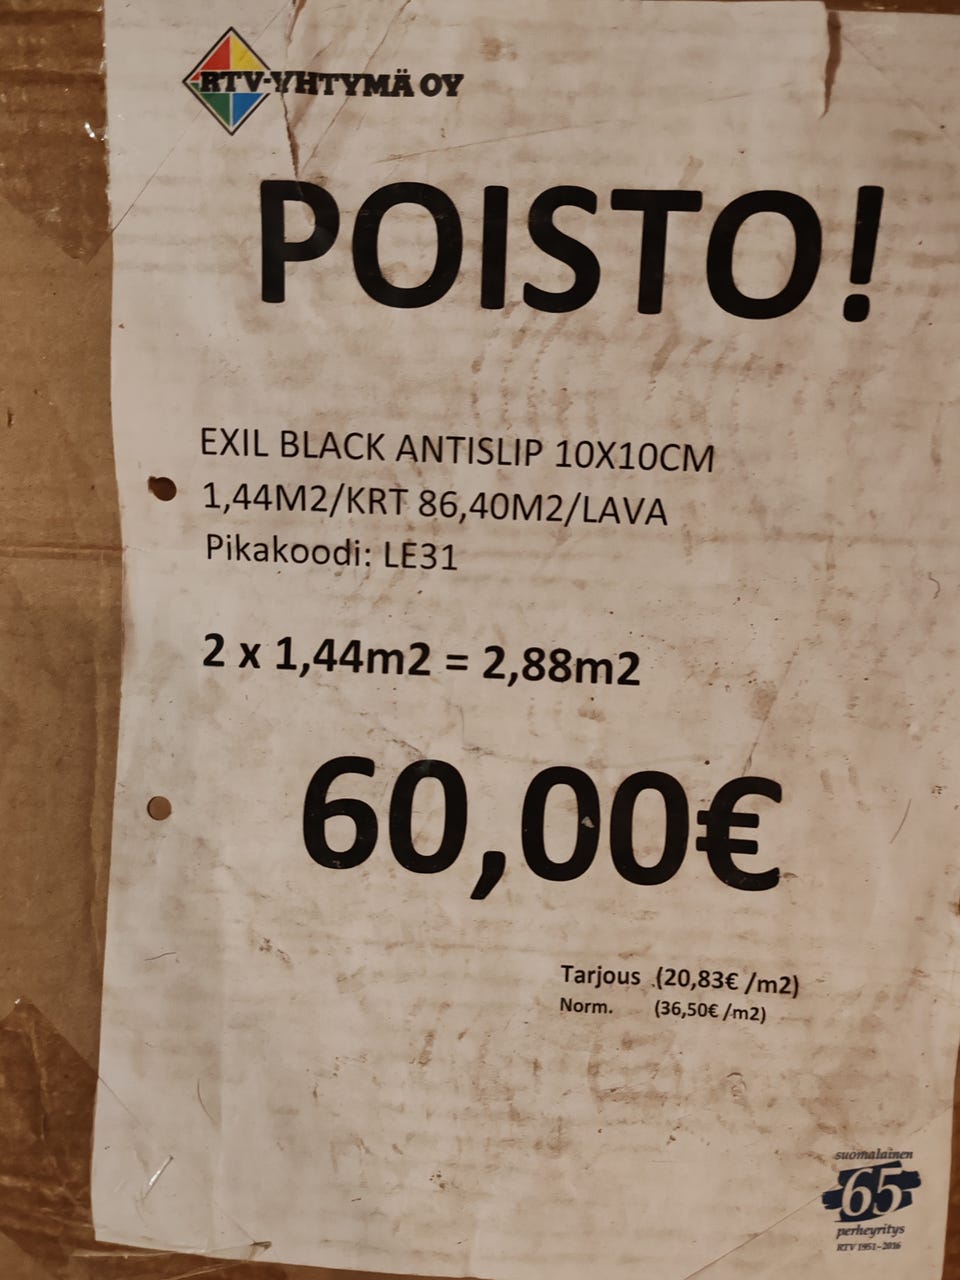 RTV-YHTYMÄ OY
POISTO!
EXIL BLACK ANTISLIP 10X10CM
1,44M2/KRT 86,40M2/LAVA
Pikakoodi: LE31
2 x 1,44m2 = 2,88m2
60,00€
Tarjous (20,83€ /m2)
Norm. (36,50€ /m2)
suomalainen
65
perheyritys
RTV 1951-2016